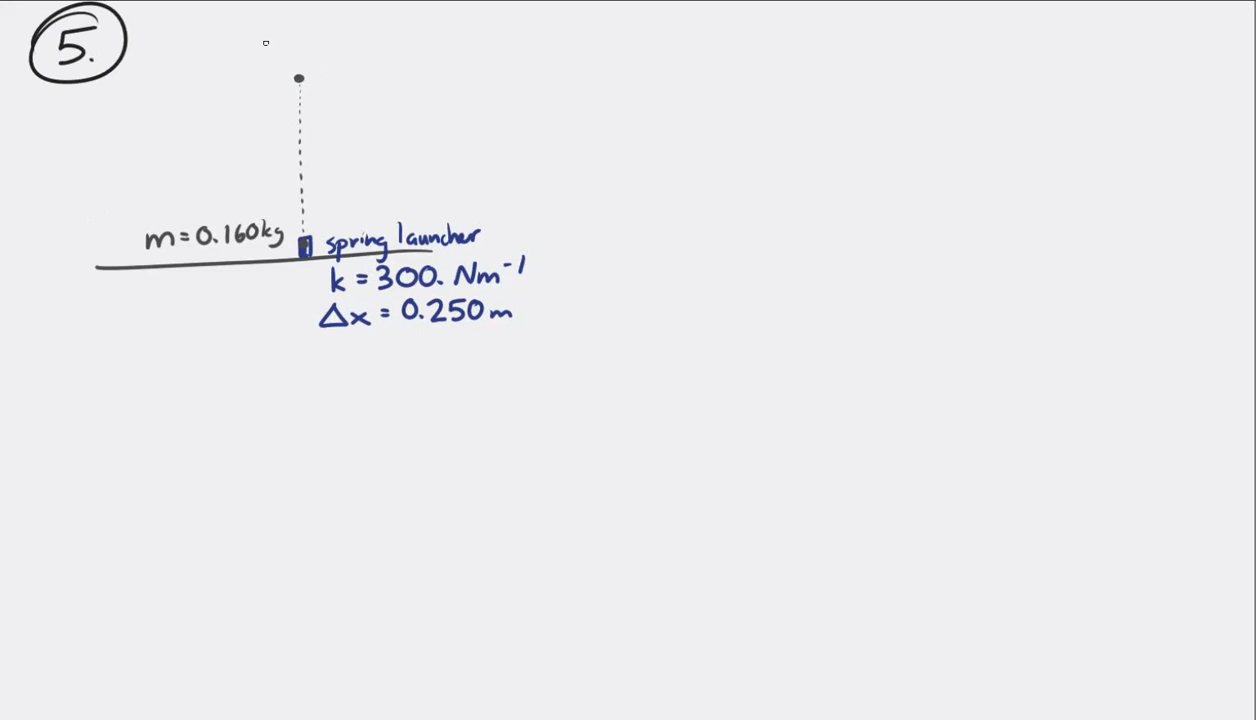 5.
m = 0.160kg
spring launcher
k = 300. Nm⁻¹
Δx = 0.250 m